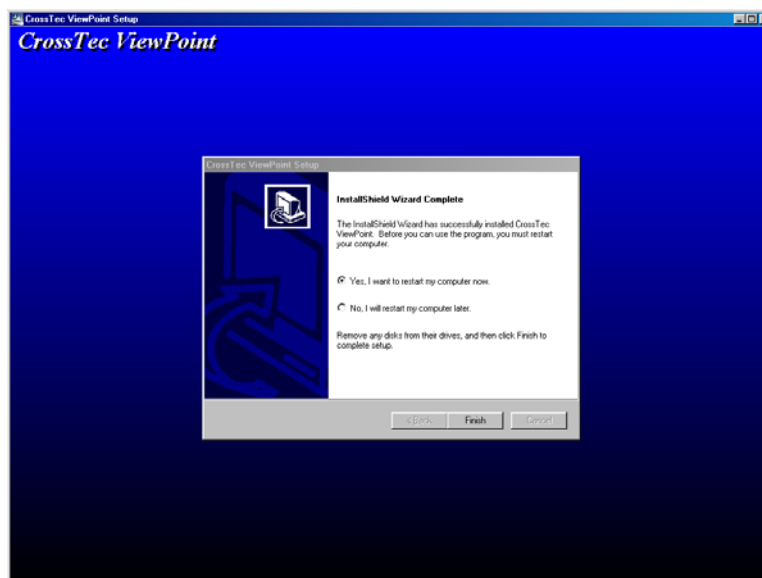 CrossTec ViewPoint Setup
CrossTec ViewPoint
CrossTec ViewPoint Setup
InstallShield Wizard Complete
The InstallShield Wizard has successfully installed CrossTec
ViewPoint. Before you can use the program, you must restart
your computer.
Yes, I want to restart my computer now.
No, I will restart my computer later.
Remove any disks from their drives, and then click Finish to
complete setup.
< Back
Finish
Cancel